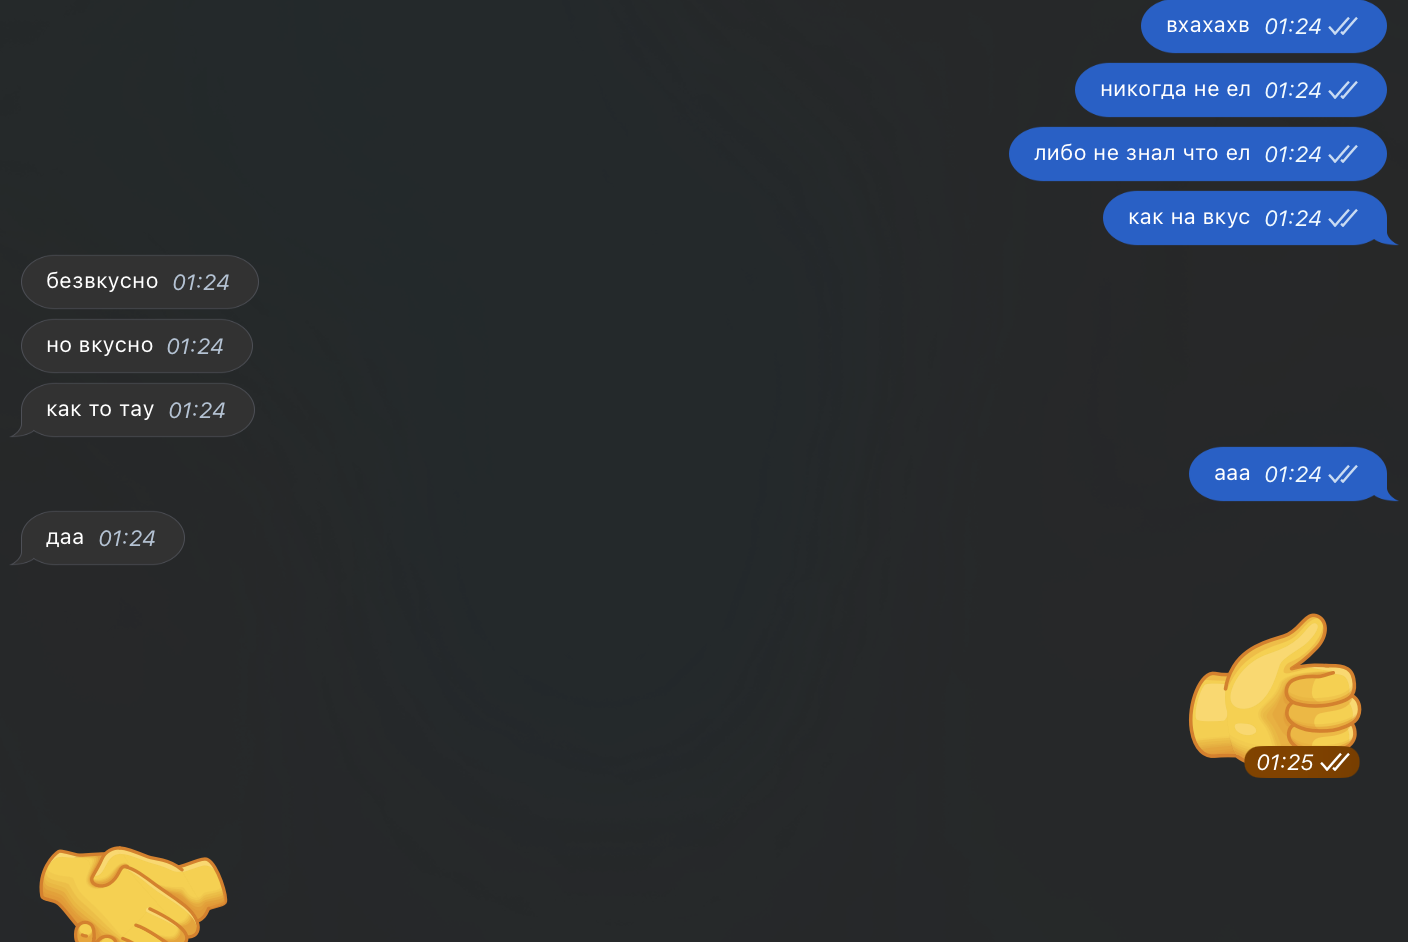 вхахахв 01:24
никогда не ел 01:24
либо не знал что ел 01:24
как на вкус 01:24
безвкусно 01:24
но вкусно 01:24
как то тау 01:24
ааа 01:24
даа 01:24
01:25